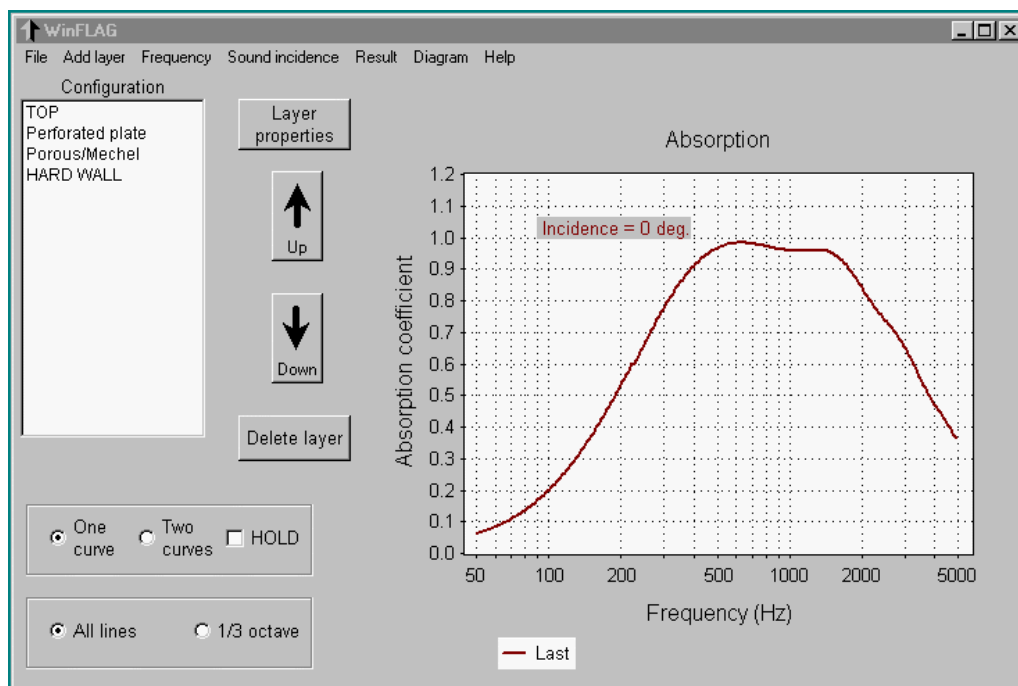 WinFLAG
File Add layer Frequency Sound incidence Result Diagram Help
Configuration
TOP
Perforated plate
Porous/Mechel
HARD WALL
Layer
properties
Up
Down
Delete layer
One
curve
Two
curves
HOLD
All lines
1/3 octave
Absorption
Absorption coefficient
1.2
1.1
1.0
0.9
0.8
0.7
0.6
0.5
0.4
0.3
0.2
0.1
0.0
Incidence = 0 deg.
50 100 200 500 1000 2000 5000
Frequency (Hz)
Last